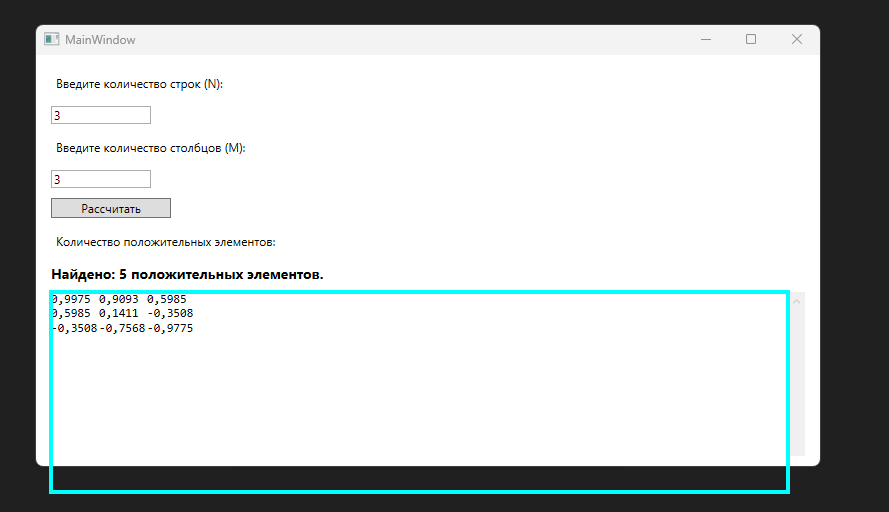 MainWindow
Введите количество строк (N):
3
Введите количество столбцов (M):
3
Рассчитать
Количество положительных элементов:
Найдено: 5 положительных элементов.
0,9975 0,9093 0,5985
0,5985 0,1411 -0,3508
-0,3508 -0,7568 -0,9775